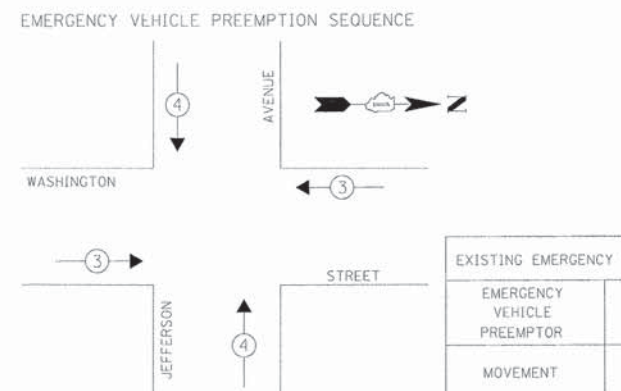 EMERGENCY VEHICLE PREEMPTION SEQUENCE
4
AVENUE
WASHINGTON
3
3
STREET
JEFFERSON
4
EXISTING EMERGENCY
EMERGENCY
VEHICLE
PREEMPTOR
MOVEMENT